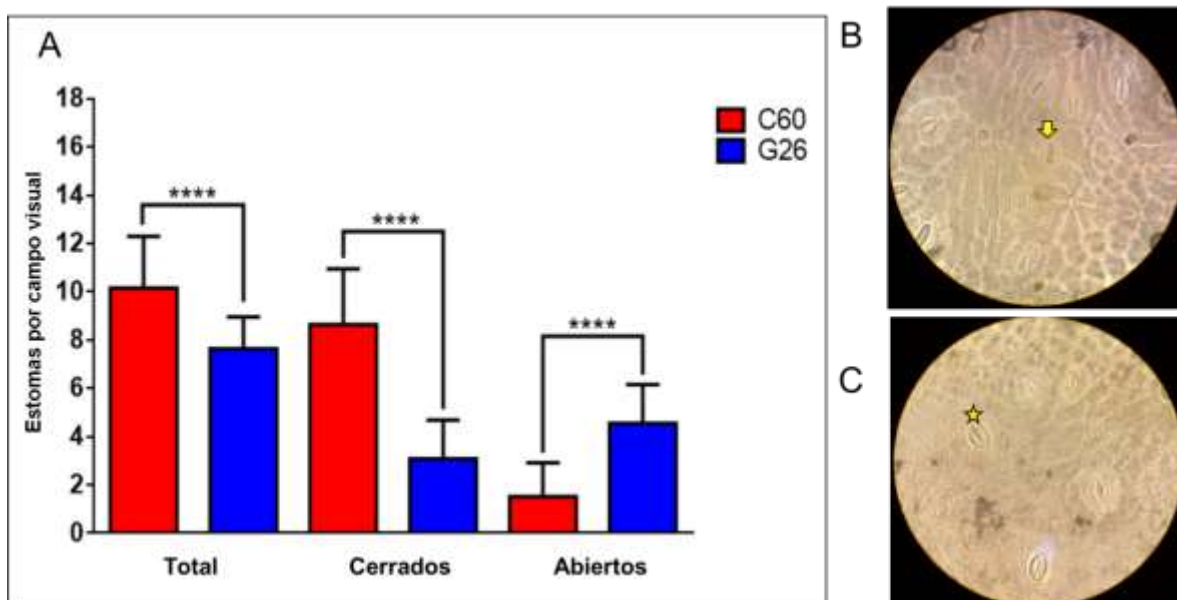 A
Estomas por campo visual
18
16
14
12
10
8
6
4
2
0
****
****
****
C60
G26
Total
Cerrados
Abiertos
B
C